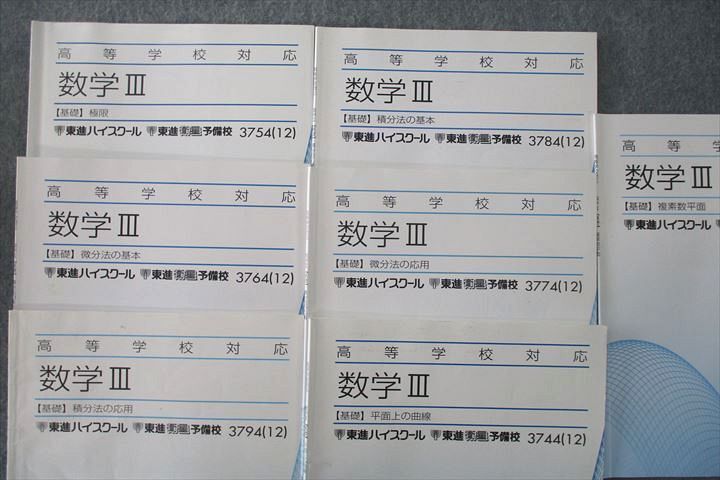 高等学校対応
数学Ⅲ
【基礎】極限
東進ハイスクール 東進衛星予備校 3754(12)
高等学校対応
数学Ⅲ
【基礎】積分法の基本
東進ハイスクール 東進衛星予備校 3784(12)
高等学
数学Ⅲ
【基礎】複素数平面
東進ハイスクール
高等学校対応
数学Ⅲ
【基礎】微分法の基本
東進ハイスクール 東進衛星予備校 3764(12)
高等学校対応
数学Ⅲ
【基礎】微分法の応用
東進ハイスクール 東進衛星予備校 3774(12)
高等学校対応
数学Ⅲ
【基礎】積分法の応用
東進ハイスクール 東進衛星予備校 3794(12)
高等学校対応
数学Ⅲ
【基礎】平面上の曲線
東進ハイスクール 東進衛星予備校 3744(12)